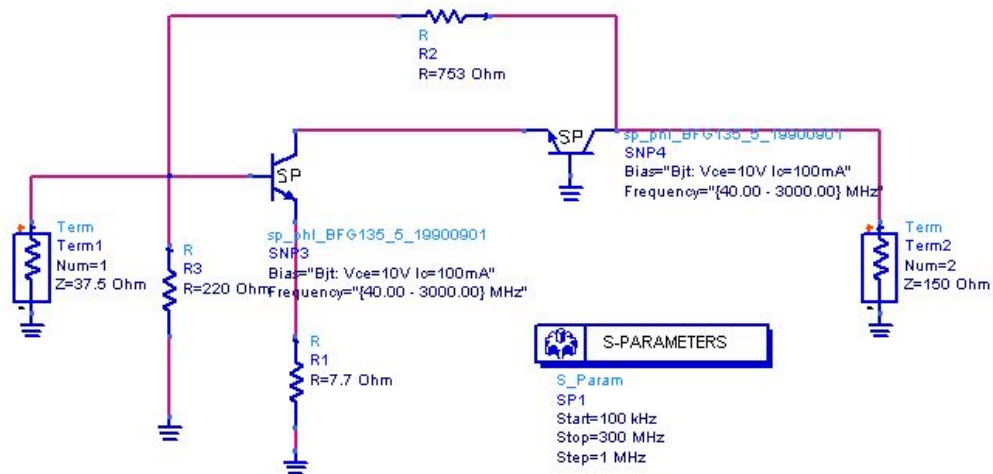 R
R2
R=753 Ohm
SP
sp_phl_BFG135_5_19900901
SNP4
Bias="Bjt: Vce=10V Ic=100mA"
Frequency="{40.00 - 3000.00} MHz"
SP
sp_phl_BFG135_5_19900901
SNP3
Bias="Bjt: Vce=10V Ic=100mA"
Frequency="{40.00 - 3000.00} MHz"
Term
Term1
Num=1
Z=37.5 Ohm
R
R3
R=220 Ohm
Term
Term2
Num=2
Z=150 Ohm
R
R1
R=7.7 Ohm
S-PARAMETERS
S_Param
SP1
Start=100 kHz
Stop=300 MHz
Step=1 MHz